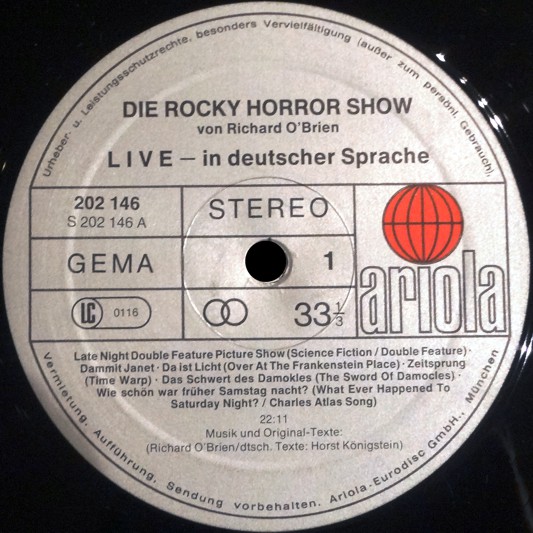 Urheber- u. Leistungsschutzrechte, besonders Vervielfältigung (außer zum persönl. Gebrauch).
DIE ROCKY HORROR SHOW
von Richard O'Brien
LIVE – in deutscher Sprache
202 146
S 202 146 A
STEREO
GEMA
1
LC 0116
33 1/3
ariola
Late Night Double Feature Picture Show (Science Fiction / Double Feature) ·
Dammit Janet · Da ist Licht (Over At The Frankenstein Place) · Zeitsprung
(Time Warp) · Das Schwert des Damokles (The Sword Of Damocles) ·
Wie schön war früher Samstag nacht? (What Ever Happened To
Saturday Night? / Charles Atlas Song)
22:11
Musik und Original-Texte:
(Richard O'Brien/dtsch. Texte: Horst Königstein)
Vermietung, Aufführung, Sendung vorbehalten. Ariola-Eurodisc GmbH., München